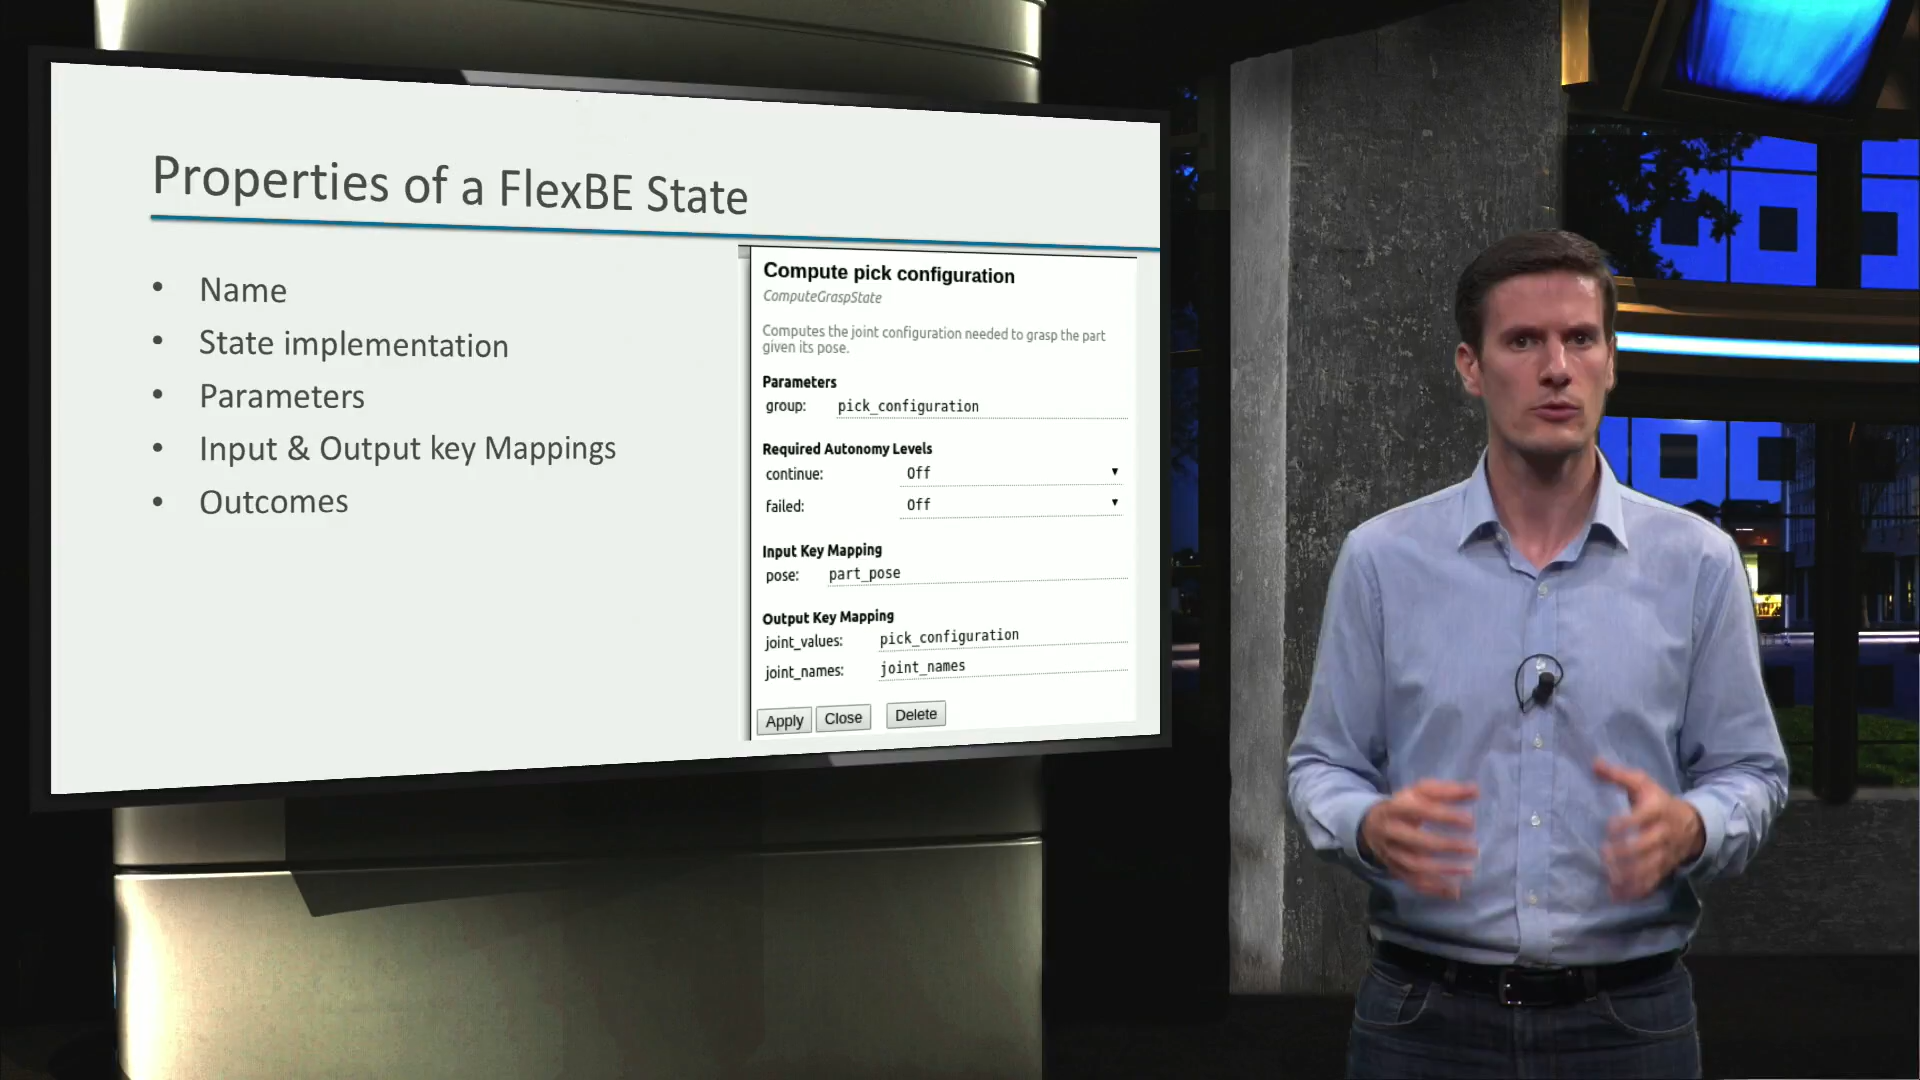 Properties of a FlexBE State
• Name
• State implementation
• Parameters
• Input & Output key Mappings
• Outcomes
Compute pick configuration
ComputeGraspState
Computes the joint configuration needed to grasp the part
given its pose.
Parameters
group: pick_configuration
Required Autonomy Levels
continue: Off
failed: Off
Input Key Mapping
pose: part_pose
Output Key Mapping
joint_values: pick_configuration
joint_names: joint_names
Apply Close Delete